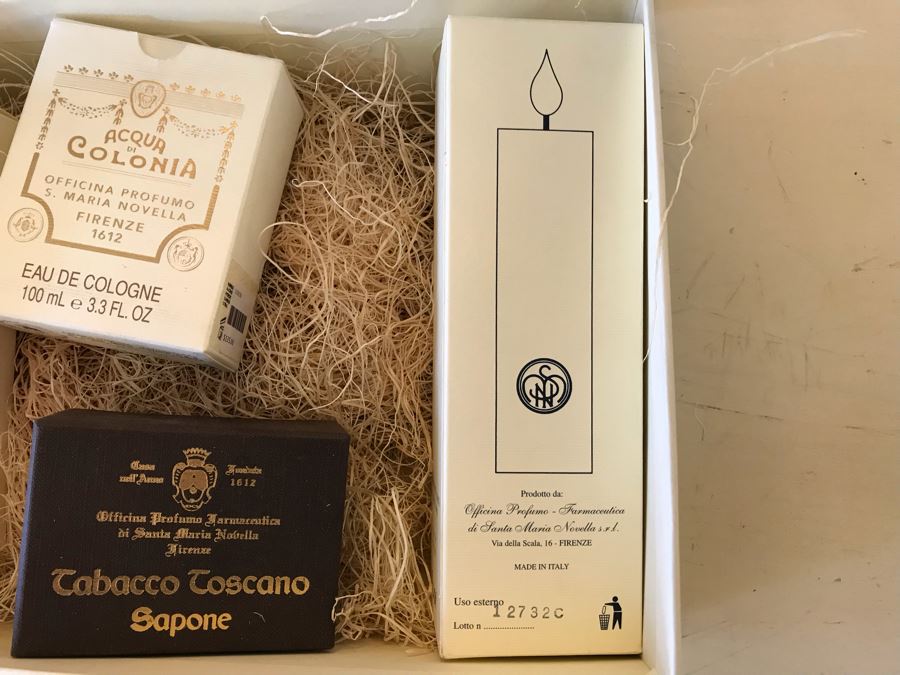 ACQUA
DI
COLONIA
OFFICINA PROFUMO
S. MARIA NOVELLA
FIRENZE
1612
EAU DE COLOGNE
100 mL ℮ 3.3 FL. OZ
Casa Fondata
nell'Anno 1612
Officina Profumo Farmaceutica
di Santa Maria Novella
Firenze
Tabacco Toscano
Sapone
Prodotto da:
Officina Profumo - Farmaceutica
di Santa Maria Novella s.r.l.
Via della Scala, 16 - FIRENZE
MADE IN ITALY
Uso esterno
12732C
Lotto n ......................